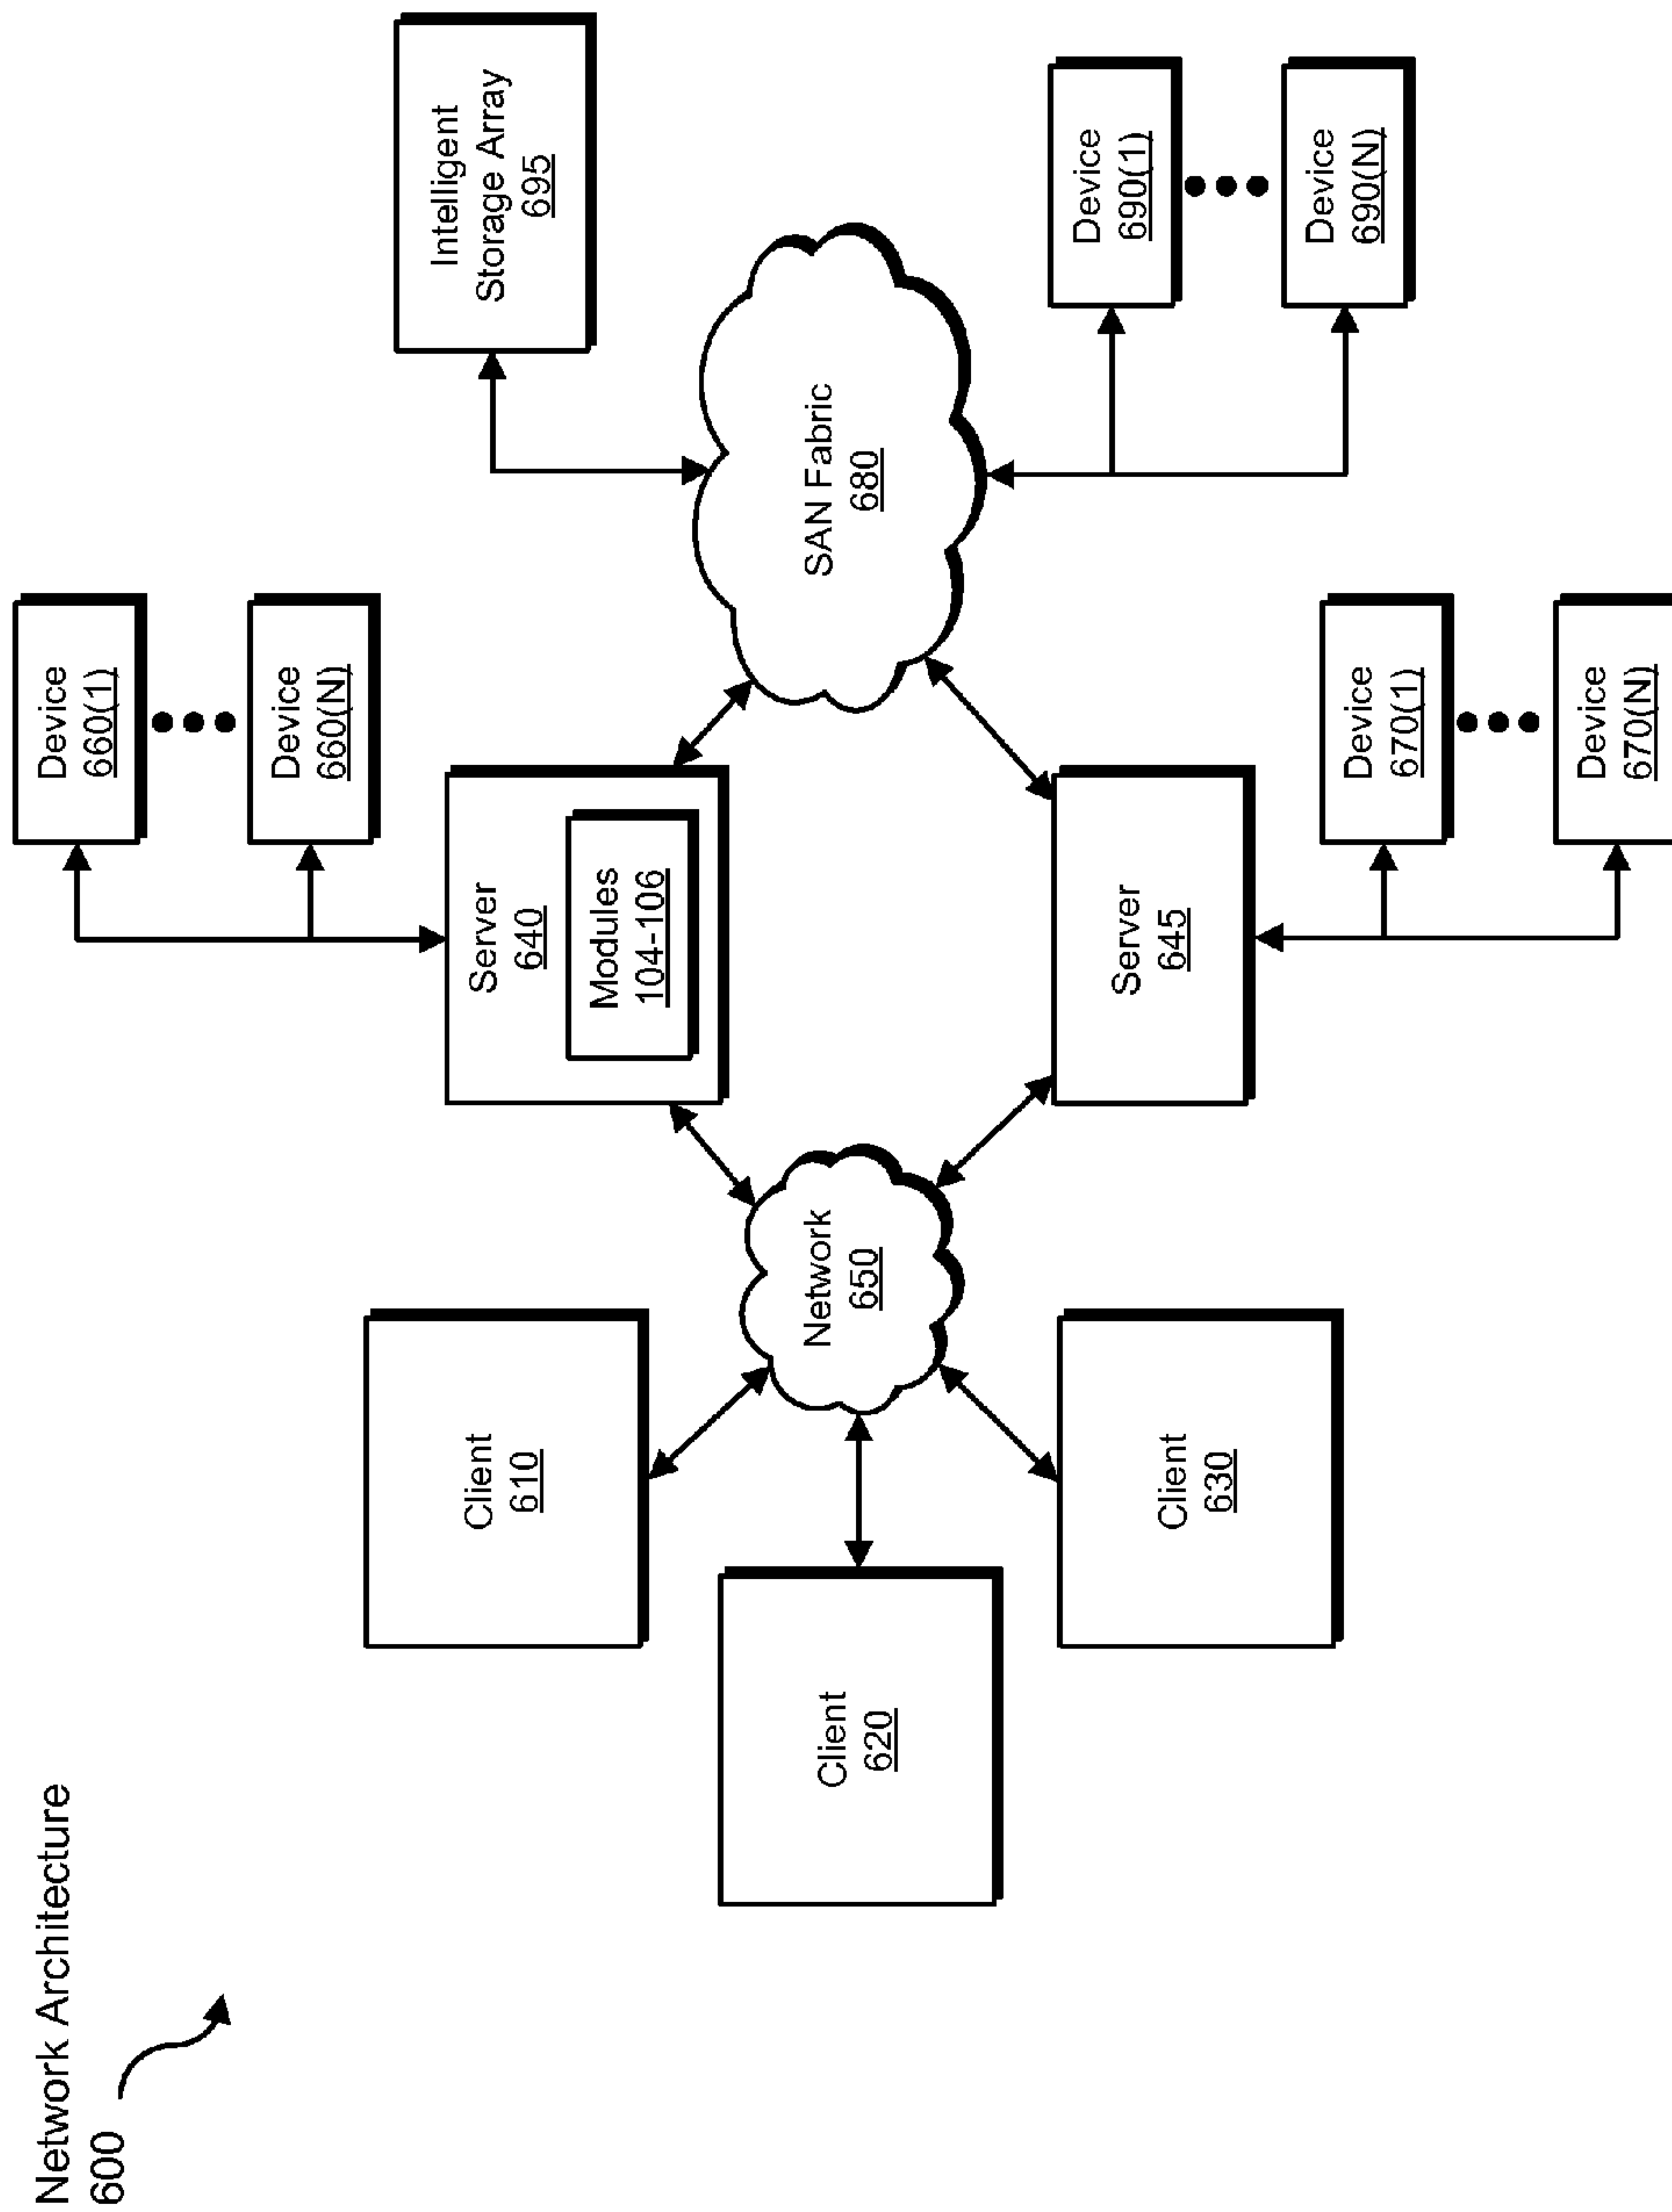 Network Architecture
600
Device
660(1)
Device
660(N)
Server
640
Modules
104-106
Intelligent
Storage Array
695
Client
610
Client
620
Client
630
Network
650
SAN Fabric
680
Server
645
Device
690(1)
Device
690(N)
Device
670(1)
Device
670(N)